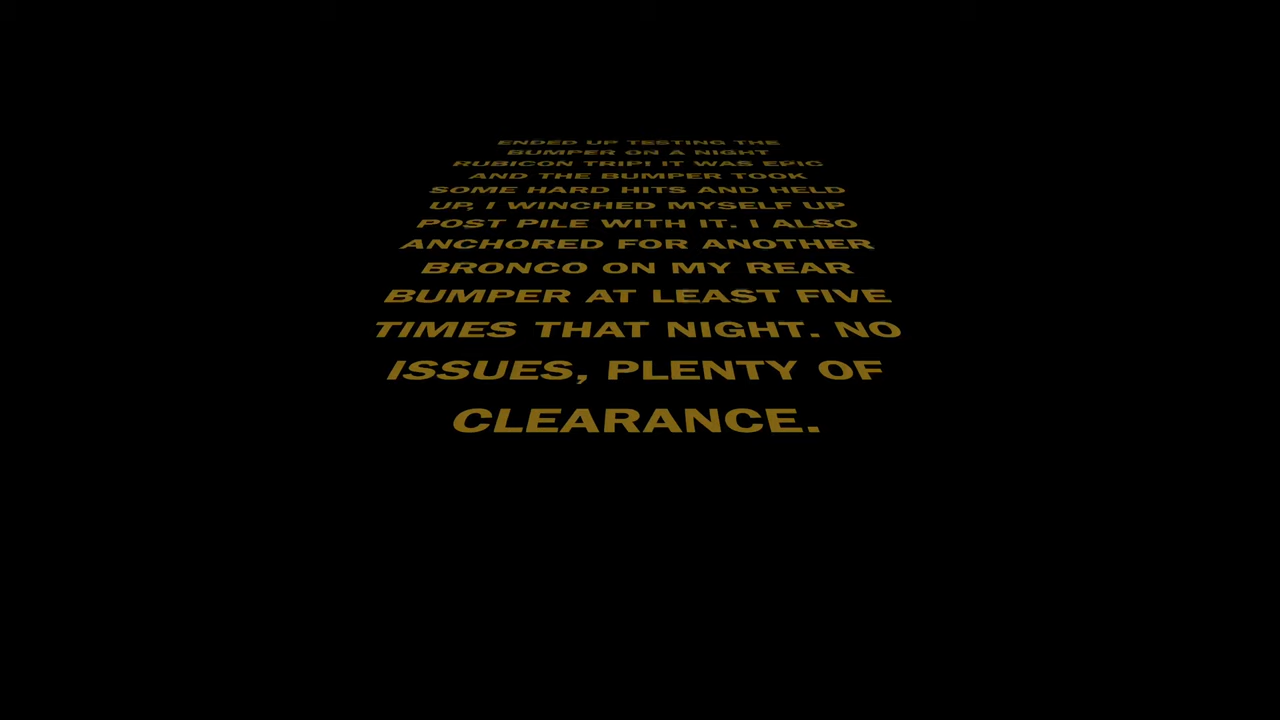 ENDED UP TESTING THE
BUMPER ON A NIGHT
RUBICON TRIP! IT WAS EPIC
AND THE BUMPER TOOK
SOME HARD HITS AND HELD
UP, I WINCHED MYSELF UP
POST PILE WITH IT. I ALSO
ANCHORED FOR ANOTHER
BRONCO ON MY REAR
BUMPER AT LEAST FIVE
TIMES THAT NIGHT. NO
ISSUES, PLENTY OF
CLEARANCE.